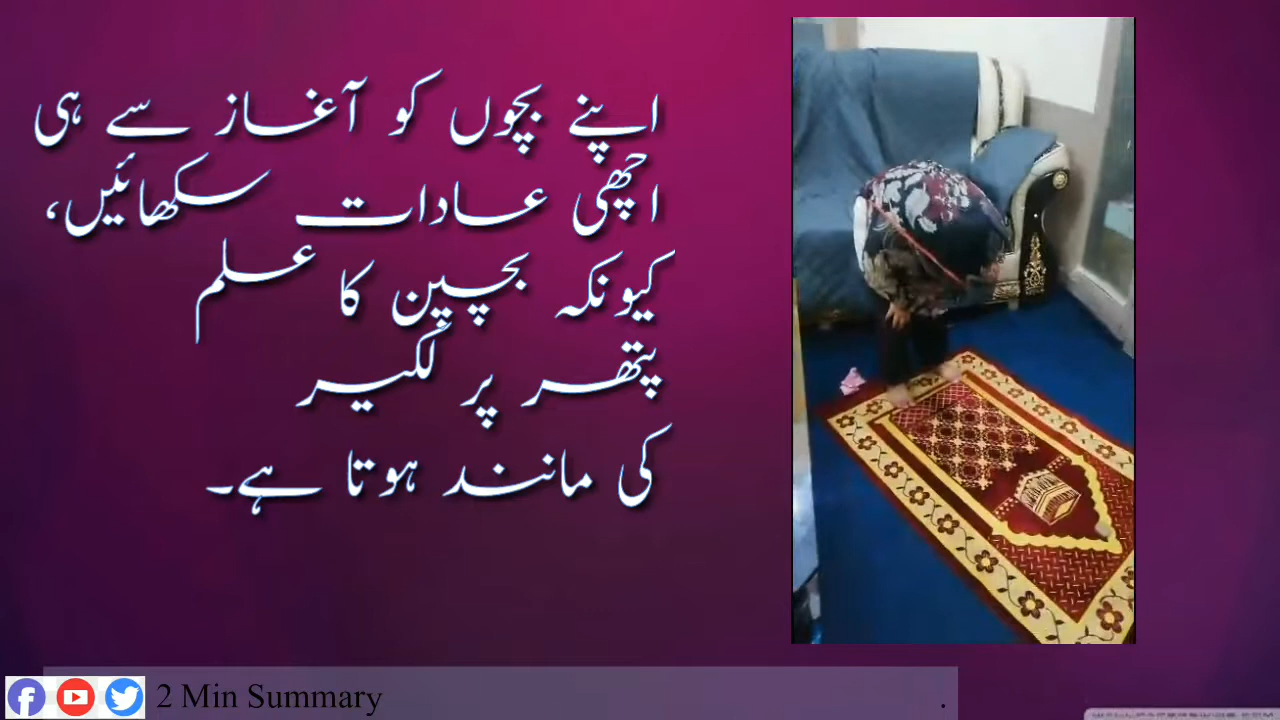 اپنے بچوں کو آغاز سے ہی
اچھی عادات سکھائیں،
کیونکہ بچپن کا علم
پتھر پر لکیر
کی مانند ہوتا ہے۔
2 Min Summary .